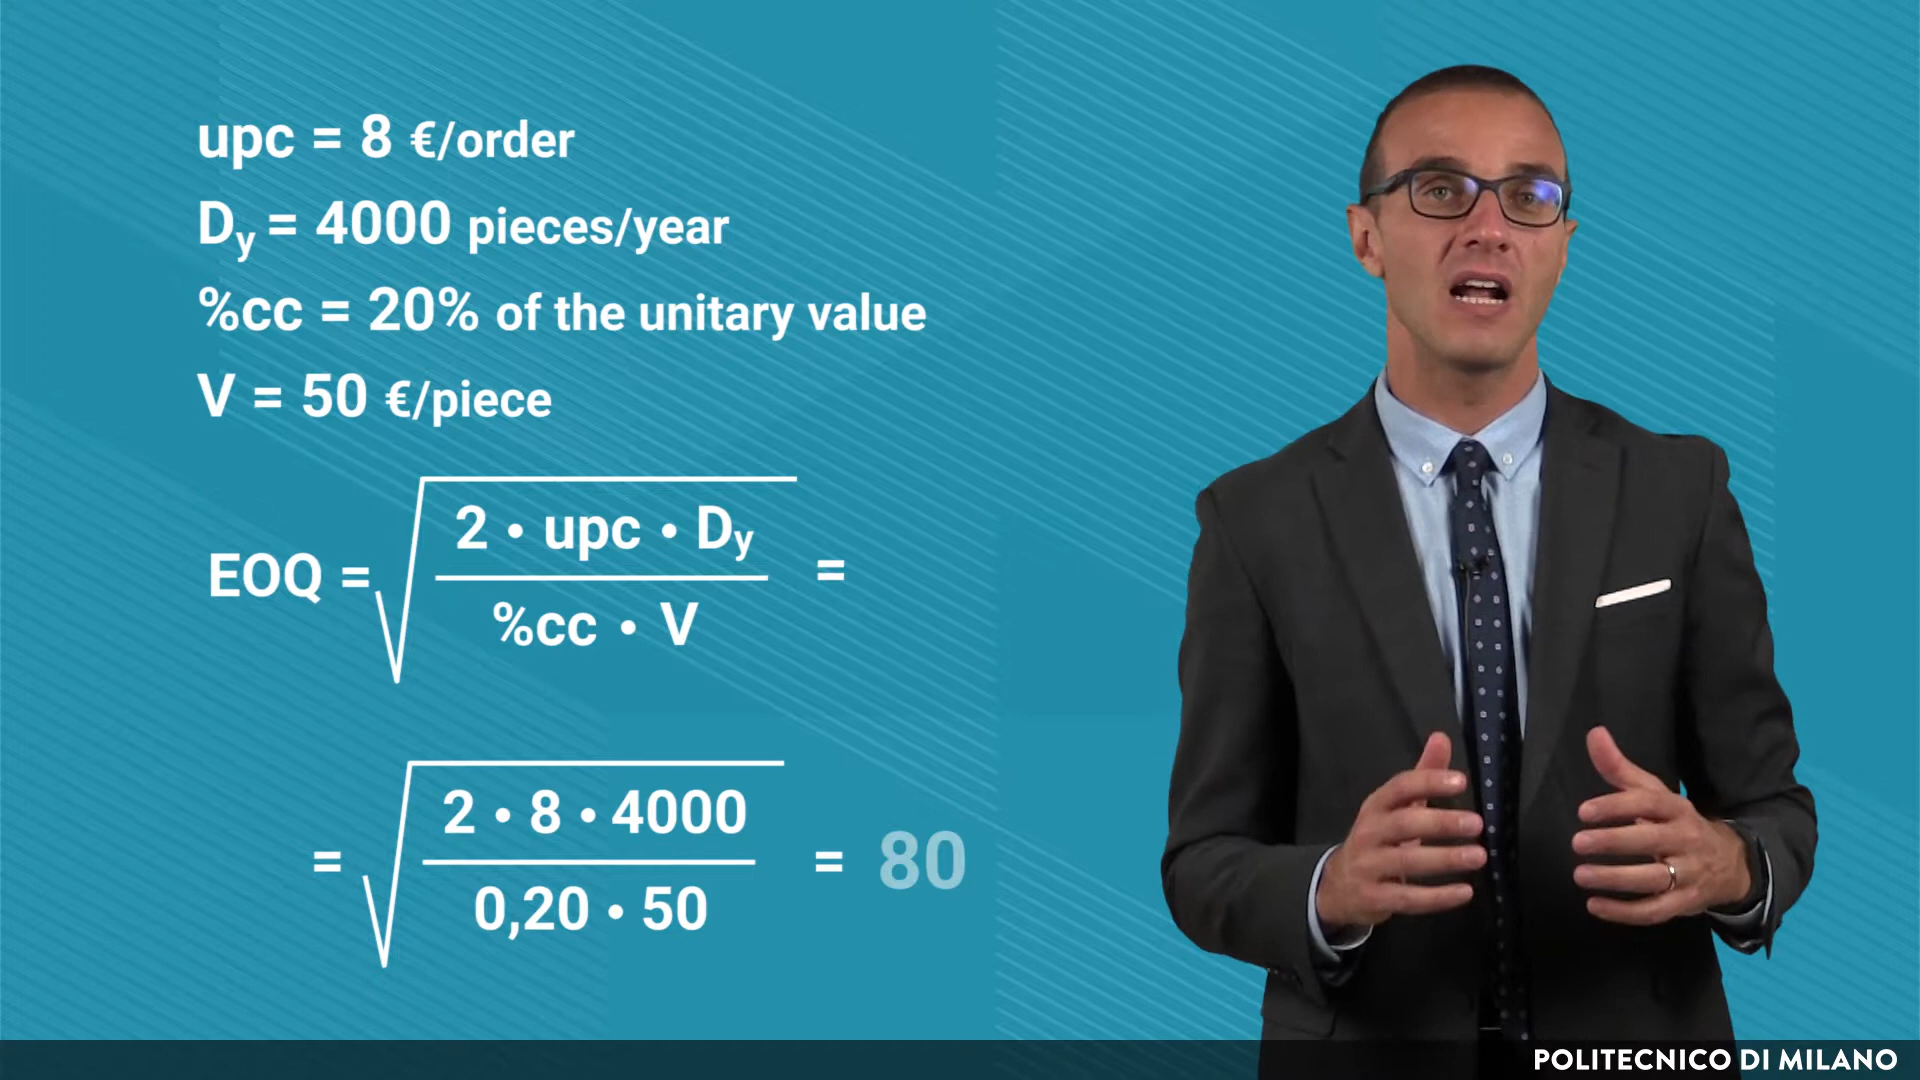 upc = 8 €/order
Dy = 4000 pieces/year
%cc = 20% of the unitary value
V = 50 €/piece
EOQ = √ 2 • upc • Dy / %cc • V =
= √ 2 • 8 • 4000 / 0,20 • 50 = 80
POLITECNICO DI MILANO